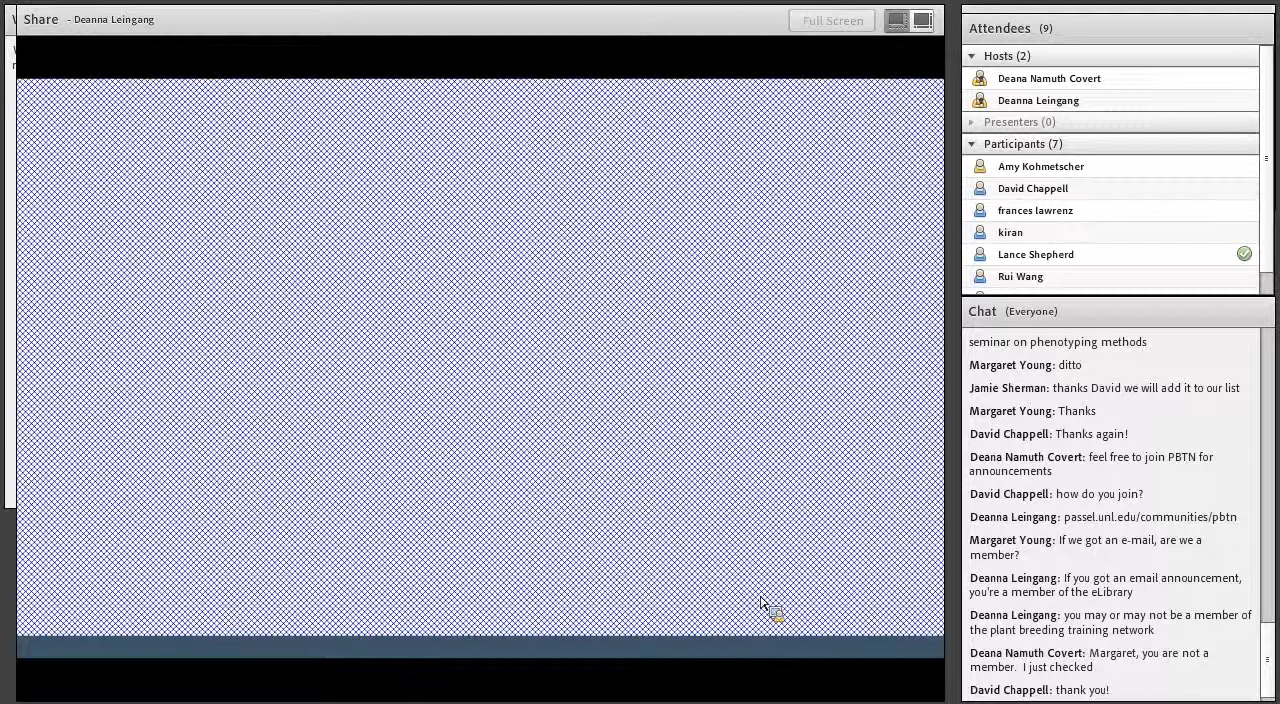 Share - Deanna Leingang
Full Screen
Attendees (9)
Hosts (2)
Deana Namuth Covert
Deanna Leingang
Presenters (0)
Participants (7)
Amy Kohmetscher
David Chappell
frances lawrenz
kiran
Lance Shepherd
Rui Wang
Chat (Everyone)
seminar on phenotyping methods
Margaret Young: ditto
Jamie Sherman: thanks David we will add it to our list
Margaret Young: Thanks
David Chappell: Thanks again!
Deana Namuth Covert: feel free to join PBTN for
announcements
David Chappell: how do you join?
Deanna Leingang: passel.unl.edu/communities/pbtn
Margaret Young: If we got an e-mail, are we a
member?
Deanna Leingang: If you got an email announcement,
you're a member of the eLibrary
Deanna Leingang: you may or may not be a member of
the plant breeding training network
Deana Namuth Covert: Margaret, you are not a
member. I just checked
David Chappell: thank you!